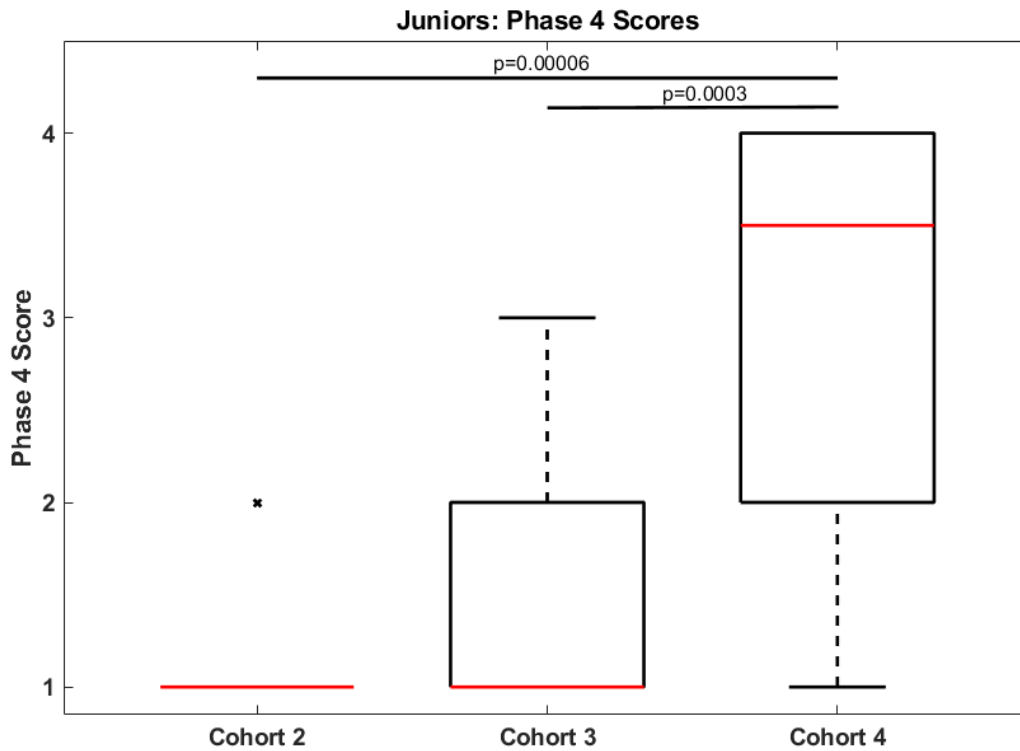 Juniors: Phase 4 Scores
p=0.00006
p=0.0003
Phase 4 Score
4
3
2
1
Cohort 2
Cohort 3
Cohort 4